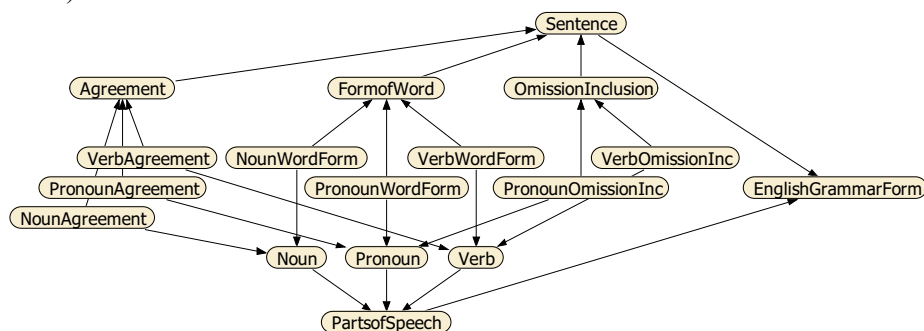 Sentence
Agreement FormofWord OmissionInclusion
VerbAgreement NounWordForm VerbWordForm VerbOmissionInc
PronounAgreement PronounWordForm PronounOmissionInc EnglishGrammarForm
NounAgreement
Noun Pronoun Verb
PartsofSpeech